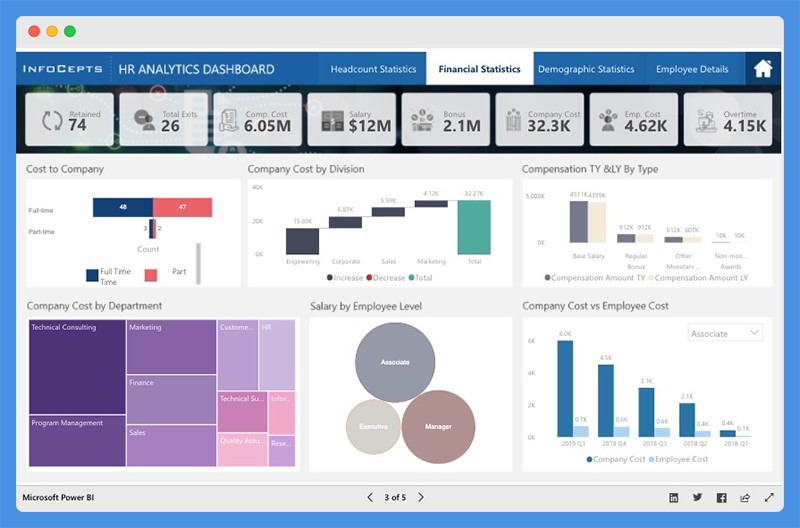 INFOCEPTS
HR ANALYTICS DASHBOARD
Headcount Statistics
Financial Statistics
Demographic Statistics
Employee Details
Retained
74
Total Exits
26
Comp. Cost
6.05M
Salary
$12M
Bonus
2.1M
Company Cost
32.3K
Emp. Cost
4.62K
Overtime
4.15K
Cost to Company
Full-time
48
47
Part-time
3
2
Count
Full Time
Part
Time
Company Cost by Division
40K
20K
0K
15.60K
6.87K
5.59K
4.12K
32.27K
Engineering
Corporate
Sales
Marketing
Total
Increase
Decrease
Total
Compensation TY &LY By Type
5,000K
0K
4511K
4399K
912K
912K
612K
607K
10K
10K
Base Salary
Regular
Bonus
Other
Monetary ...
Non-mon...
Awards
Compensation Amount TY
Compensation Amount LY
Company Cost by Department
Technical Consulting
Program Management
Marketing
Finance
Sales
Custome...
HR
Technical Su...
Infor...
Quality Assu...
Rese...
Salary by Employee Level
Associate
Executive
Manager
Company Cost vs Employee Cost
Associate
6K
4K
2K
0K
6.0K
0.7K
4.5K
0.6K
3.1K
0.6K
2.1K
0.4K
0.4K
0.1K
2019 Q1
2018 Q4
2018 Q3
2018 Q2
2018 Q1
Company Cost
Employee Cost
Microsoft Power BI
3 of 5